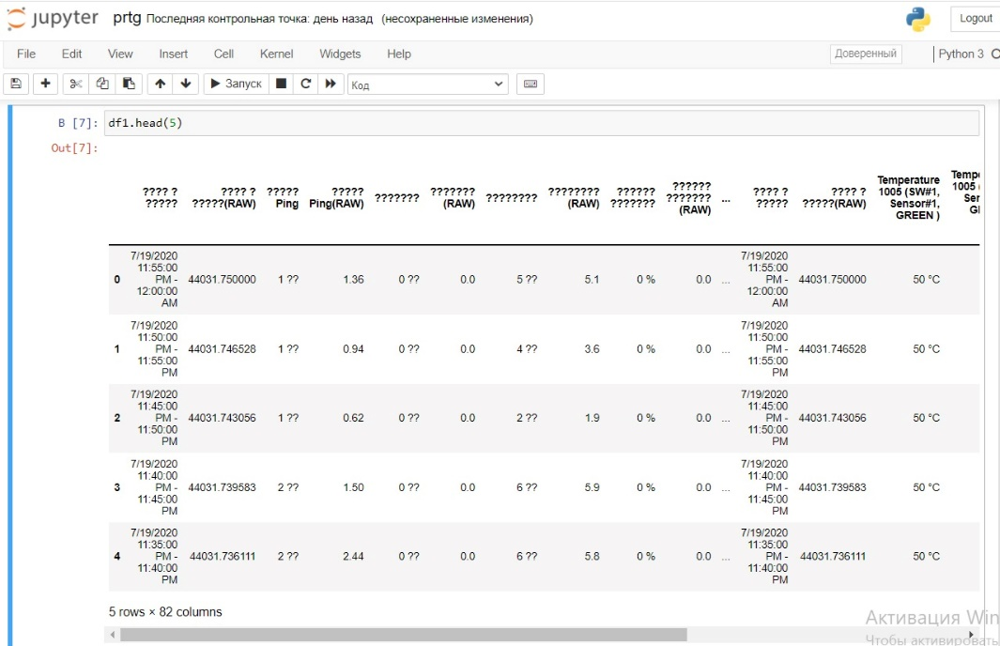 jupyter prtg Последняя контрольная точка: день назад (несохраненные изменения) Logout
File Edit View Insert Cell Kernel Widgets Help Доверенный Python 3
Запуск Код
В [7]: df1.head(5)
Out[7]:
???? ? ????? ???? ? ?????(RAW) ????? Ping ????? Ping(RAW) ??????? ??????? (RAW) ???????? ???????? (RAW) ?????? ??????? ?????? ??????? (RAW) ... ???? ? ????? ???? ? ?????(RAW) Temperature 1005 (SW#1, Sensor#1, GREEN )
0 7/19/2020 11:55:00 PM - 12:00:00 AM 44031.750000 1 ?? 1.36 0 ?? 0.0 5 ?? 5.1 0 % 0.0 ... 7/19/2020 11:55:00 PM - 12:00:00 AM 44031.750000 50 °C
1 7/19/2020 11:50:00 PM - 11:55:00 PM 44031.746528 1 ?? 0.94 0 ?? 0.0 4 ?? 3.6 0 % 0.0 ... 7/19/2020 11:50:00 PM - 11:55:00 PM 44031.746528 50 °C
2 7/19/2020 11:45:00 PM - 11:50:00 PM 44031.743056 1 ?? 0.62 0 ?? 0.0 2 ?? 1.9 0 % 0.0 ... 7/19/2020 11:45:00 PM - 11:50:00 PM 44031.743056 50 °C
3 7/19/2020 11:40:00 PM - 11:45:00 PM 44031.739583 2 ?? 1.50 0 ?? 0.0 6 ?? 5.9 0 % 0.0 ... 7/19/2020 11:40:00 PM - 11:45:00 PM 44031.739583 50 °C
4 7/19/2020 11:35:00 PM - 11:40:00 PM 44031.736111 2 ?? 2.44 0 ?? 0.0 6 ?? 5.8 0 % 0.0 ... 7/19/2020 11:35:00 PM - 11:40:00 PM 44031.736111 50 °C
5 rows × 82 columns
Активация Win
Чтобы активировать